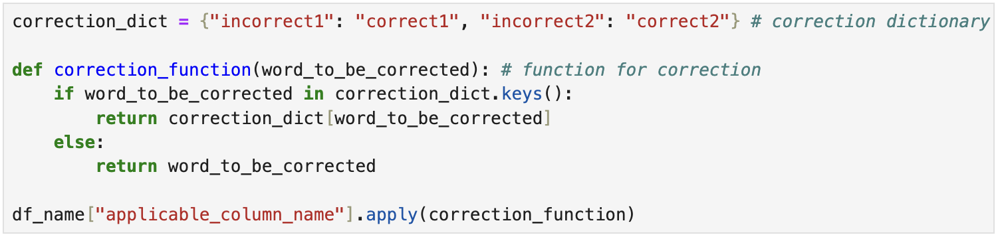 correction_dict = {"incorrect1": "correct1", "incorrect2": "correct2"} # correction dictionary
def correction_function(word_to_be_corrected): # function for correction
    if word_to_be_corrected in correction_dict.keys():
        return correction_dict[word_to_be_corrected]
    else:
        return word_to_be_corrected
df_name["applicable_column_name"].apply(correction_function)